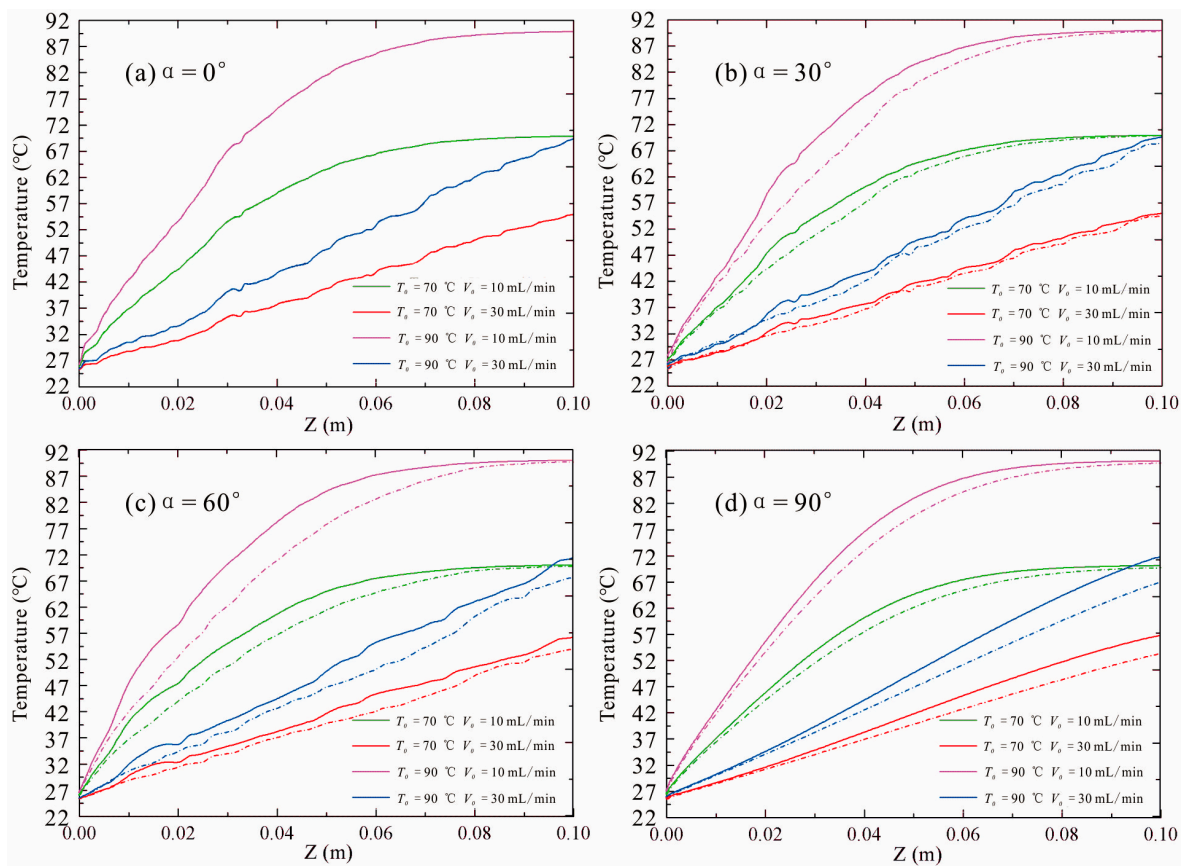 (a) α = 0°
Temperature (℃)
92
87
82
77
72
67
62
57
52
47
42
37
32
27
22
T₀ = 70 ℃ V₀ = 10 mL/min
T₀ = 70 ℃ V₀ = 30 mL/min
T₀ = 90 ℃ V₀ = 10 mL/min
T₀ = 90 ℃ V₀ = 30 mL/min
0.00 0.02 0.04 0.06 0.08 0.10
Z (m)
(b) α = 30°
Temperature (℃)
92
87
82
77
72
67
62
57
52
47
42
37
32
27
22
T₀ = 70 ℃ V₀ = 10 mL/min
T₀ = 70 ℃ V₀ = 30 mL/min
T₀ = 90 ℃ V₀ = 10 mL/min
T₀ = 90 ℃ V₀ = 30 mL/min
0.00 0.02 0.04 0.06 0.08 0.10
Z (m)
(c) α = 60°
Temperature (℃)
92
87
82
77
72
67
62
57
52
47
42
37
32
27
22
T₀ = 70 ℃ V₀ = 10 mL/min
T₀ = 70 ℃ V₀ = 30 mL/min
T₀ = 90 ℃ V₀ = 10 mL/min
T₀ = 90 ℃ V₀ = 30 mL/min
0.00 0.02 0.04 0.06 0.08 0.10
Z (m)
(d) α = 90°
Temperature (℃)
92
87
82
77
72
67
62
57
52
47
42
37
32
27
22
T₀ = 70 ℃ V₀ = 10 mL/min
T₀ = 70 ℃ V₀ = 30 mL/min
T₀ = 90 ℃ V₀ = 10 mL/min
T₀ = 90 ℃ V₀ = 30 mL/min
0.00 0.02 0.04 0.06 0.08 0.10
Z (m)